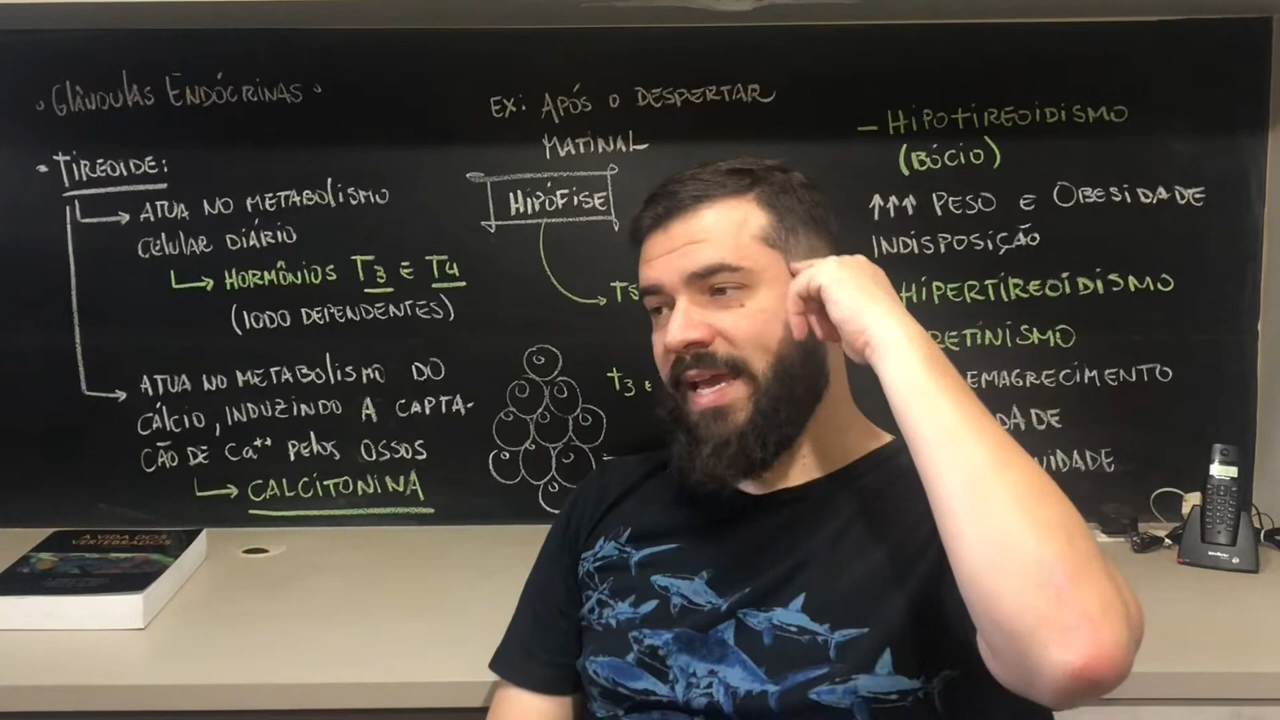 • GLÂNDULAS ENDÓCRINAS •
• TIREOIDE:
ATUA NO METABOLISMO
CELULAR DIÁRIO
HORMÔNIOS T3 E T4
(IODO DEPENDENTES)
ATUA NO METABOLISMO DO
CÁLCIO, INDUZINDO A CAPTA-
ÇÃO DE Ca++ PELOS OSSOS
CALCITONINA
EX: APÓS O DESPERTAR
MATINAL
HIPÓFISE
TS
T3 E
- HIPOTIREOIDISMO
(BÓCIO)
↑↑↑ PESO E OBESIDADE
INDISPOSIÇÃO
HIPERTIREOIDISMO
RETINISMO
EMAGRECIMENTO
DADE
VIDADE
A VIDA DOS
VERTEBRADOS